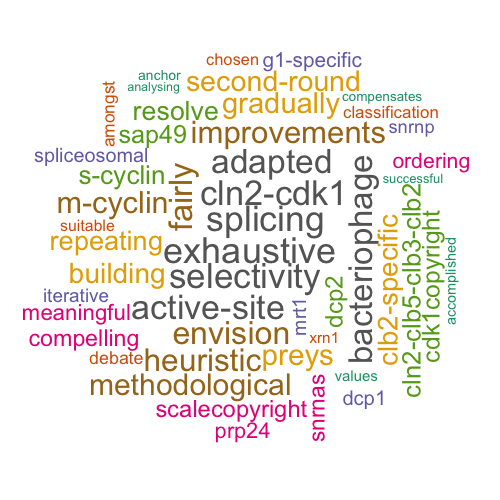 chosen
g1-specific
anchor
second-round
analysing
compensates
gradually
amongst
resolve
classification
sap49
improvements
snrnp
spliceosomal
adapted
ordering
s-cyclin
successful
cln2-cdk1
m-cyclin
fairly
suitable
splicing
bacteriophage
repeating
exhaustive
clb2-specific
cln2-clb5-clb3-clb2
cdk1copyright
accomplished
building
selectivity
iterative
active-site
meaningful
mrt1
dcp2
compelling
envision
xrn1
debate
heuristic
preys
methodological
snrnas
values
dcp1
scalecopyright
prp24